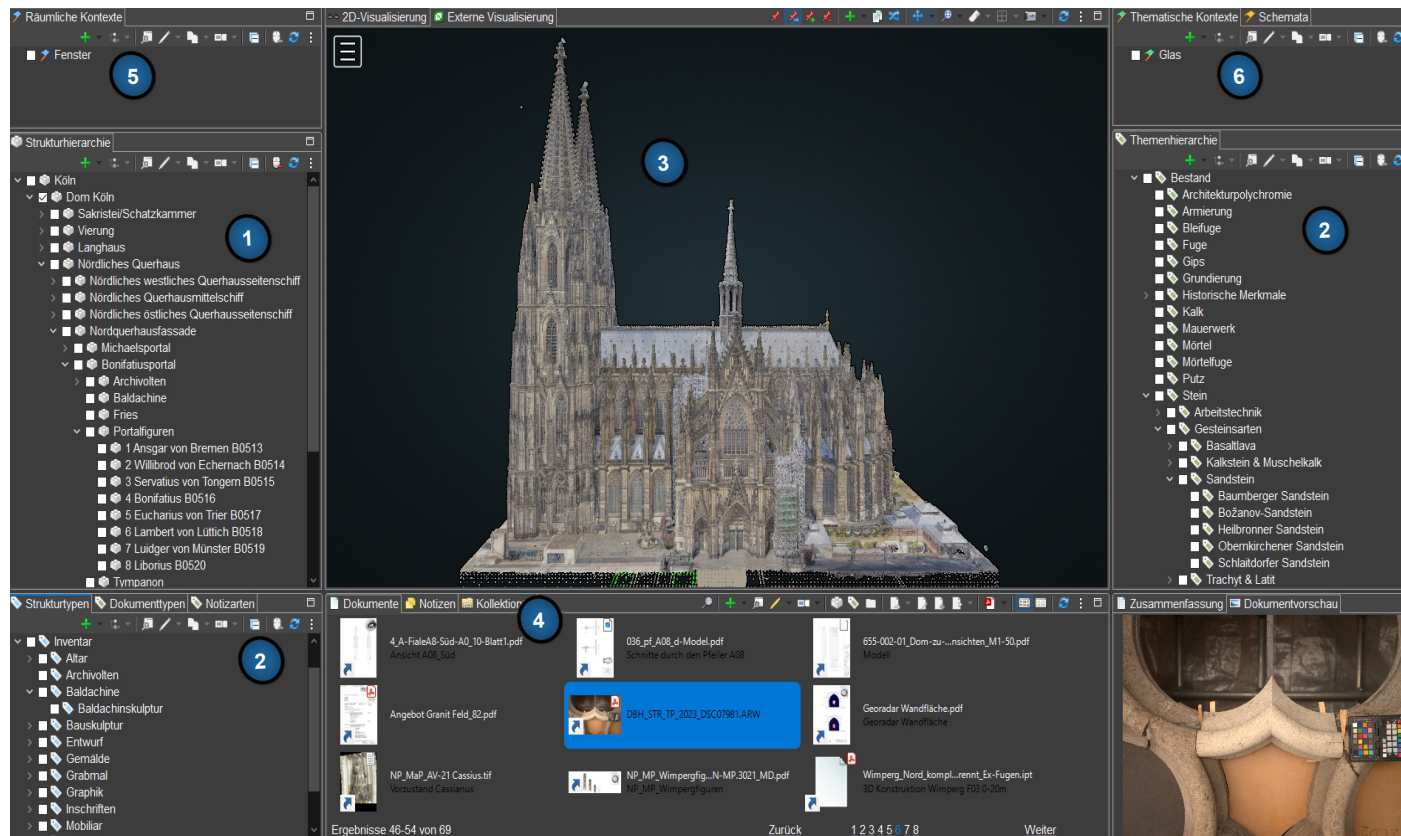 Räumliche Kontexte
Fenster
5
Strukturhierarchie
Köln
Dom Köln
Sakristei/Schatzkammer
Vierung
Langhaus
Nördliches Querhaus
Nördliches westliches Querhausseitenschiff
Nördliches Querhausmittelschiff
Nördliches östliches Querhausseitenschiff
Nordquerhausfassade
Michaelsportal
Bonifatiusportal
Archivolten
Baldachine
Fries
Portalfiguren
1 Ansgar von Bremen B0513
2 Willibrod von Echernach B0514
3 Servatius von Tongern B0515
4 Bonifatius B0516
5 Eucharius von Trier B0517
6 Lambert von Lüttich B0518
7 Luidger von Münster B0519
8 Liborius B0520
Tympanon
1
Strukturtypen Dokumenttypen Notizarten
Inventar
Altar
Archivolten
Baldachine
Baldachinskulptur
Bauskulptur
Entwurf
Gemälde
Grabmal
Graphik
Inschriften
Mobiliar
2
2D-Visualisierung Externe Visualisierung
3
Dokumente Notizen Kollektion
4
4_A-FialeA8-Süd-A0_10-Blatt1.pdf
Ansicht A08_Süd
036_pf_A08_d-Model.pdf
Schnitte durch den Pfeiler A08
655-002-01_Dom-zu-...nsichten_M1-50.pdf
Modell
Angebot Granit Feld_82.pdf
DBH_STR_TP_2023_DSC07981.ARW
Georadar Wandfläche.pdf
Georadar Wandfläche
NP_MaP_AV-21 Cassius.tif
Vorzustand Cassianus
NP_MP_Wimpergfig...N-MP.3021_MD.pdf
NP_MP_Wimpergfiguren
Wimperg_Nord_kompl...rennt_Ex-Fugen.ipt
3D Konstruktion Wimperg F03 0-20m
Ergebnisse 46-54 von 69
Zurück
1 2 3 4 5 6 7 8
Weiter
Thematische Kontexte Schemata
Glas
6
Themenhierarchie
Bestand
Architekturpolychromie
Armierung
Bleifuge
Fuge
Gips
Grundierung
Historische Merkmale
Kalk
Mauerwerk
Mörtel
Mörtelfuge
Putz
Stein
Arbeitstechnik
Gesteinsarten
Basaltlava
Kalkstein & Muschelkalk
Sandstein
Baumberger Sandstein
Božanov-Sandstein
Heilbronner Sandstein
Obernkirchener Sandstein
Schlaitdorfer Sandstein
Trachyt & Latit
2
Zusammenfassung Dokumentvorschau